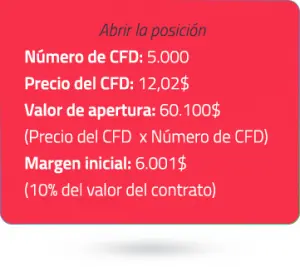 Abrir la posición
Número de CFD: 5.000
Precio del CFD: 12,02$
Valor de apertura: 60.100$
(Precio del CFD x Número de CFD)
Margen inicial: 6.001$
(10% del valor del contrato)